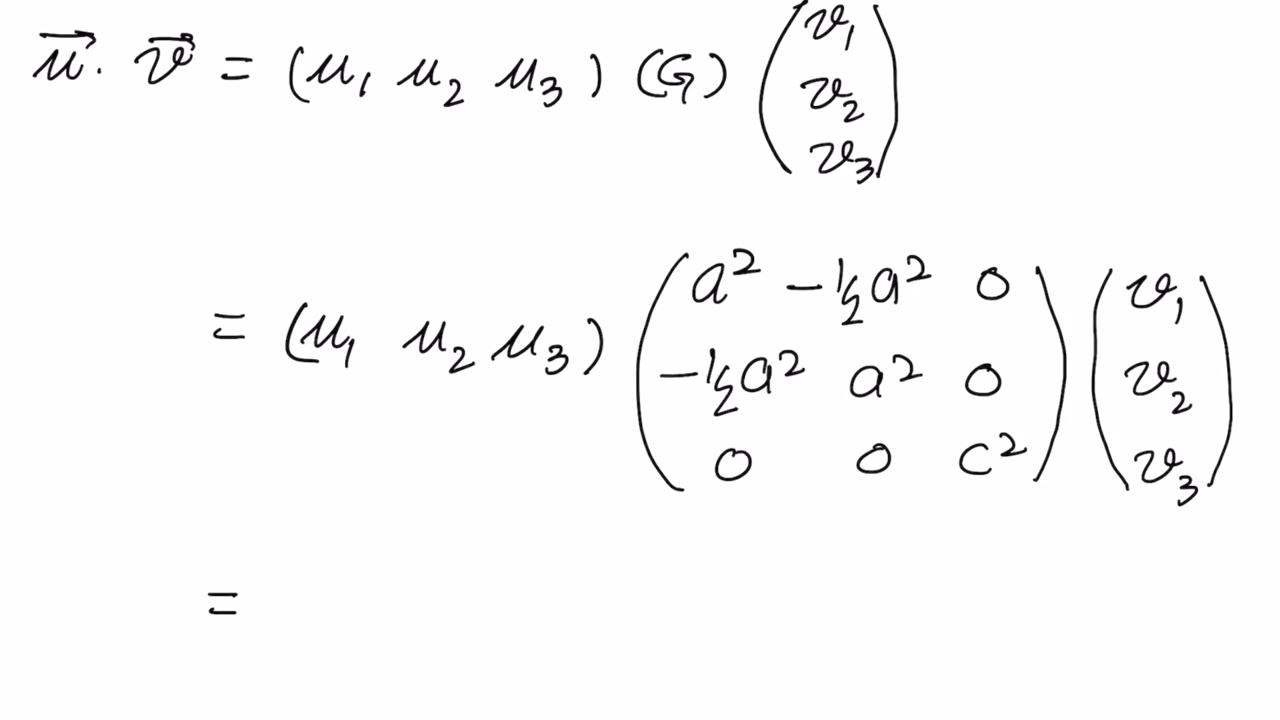 u⃗ · v⃗ = (u₁ u₂ u₃) (G) (v₁ v₂ v₃)
= (u₁ u₂ u₃) (a² -½a² 0
-½a² a² 0
0 0 c²) (v₁ v₂ v₃)
=